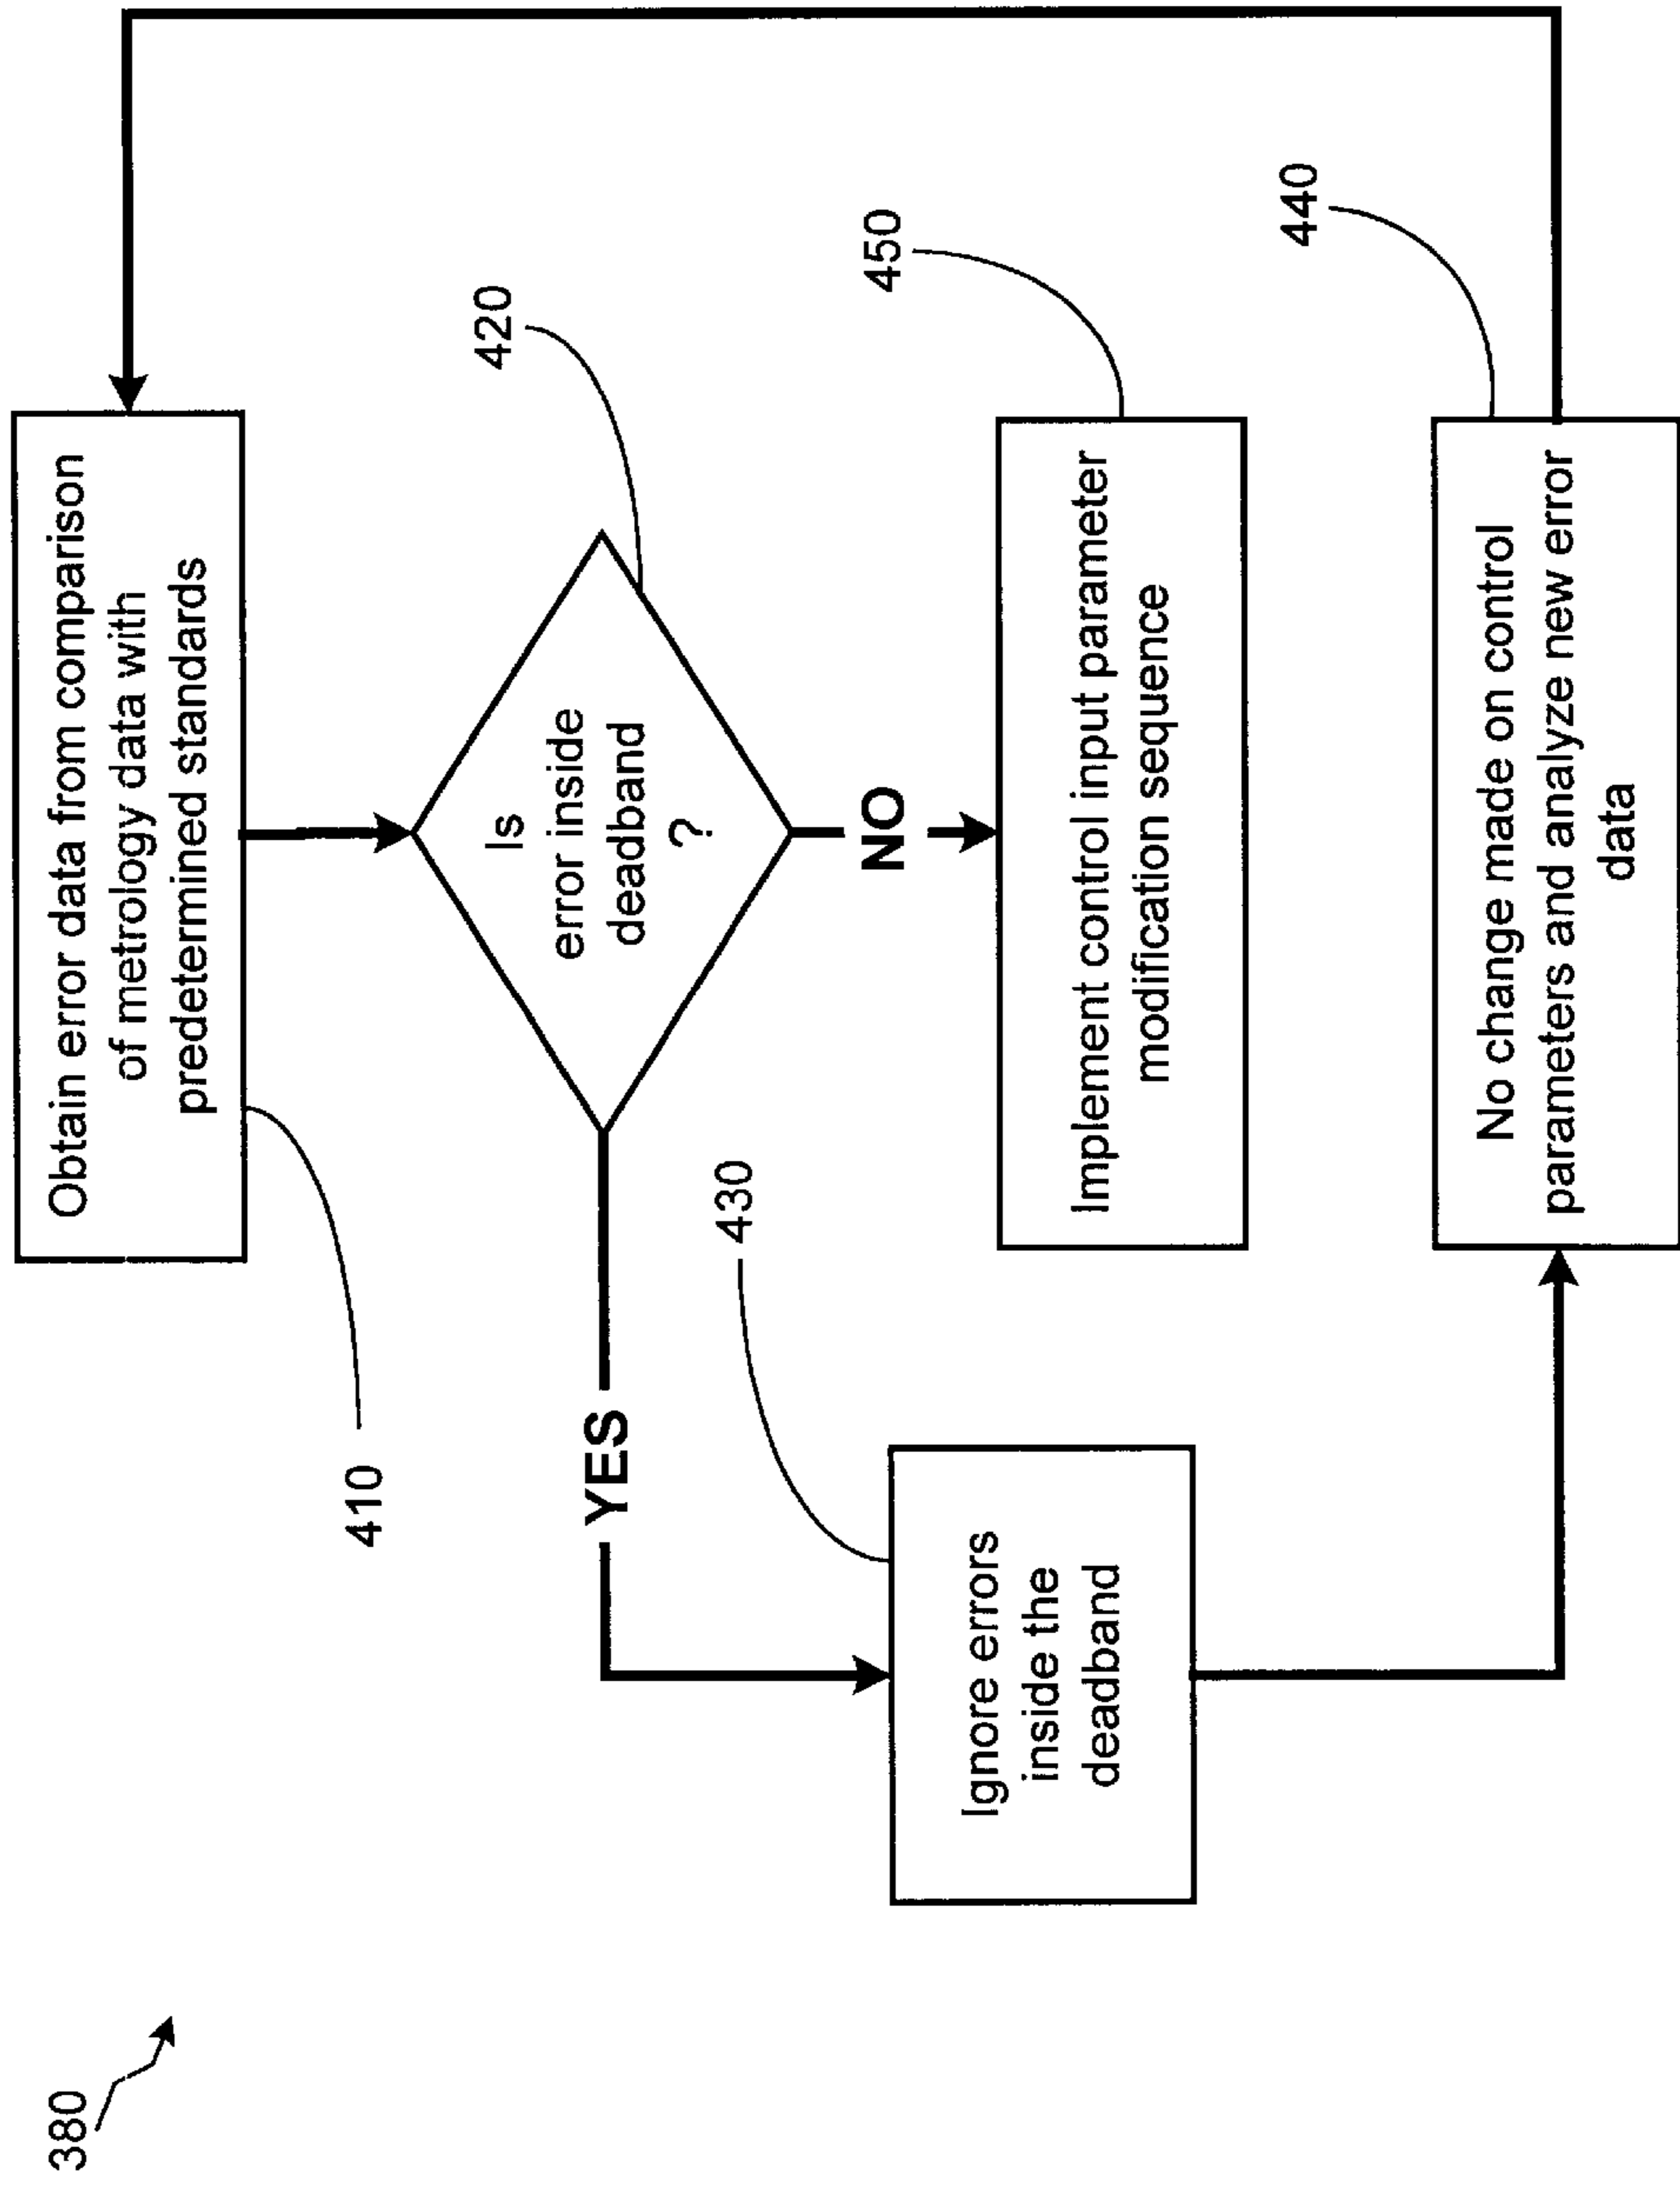 380
Obtain error data from comparison
of metrology data with
predetermined standards
410
Is
error inside
deadband
?
420
YES
NO
430
Ignore errors
inside the
deadband
Implement control input parameter
modification sequence
450
No change made on control
parameters and analyze new error
data
440